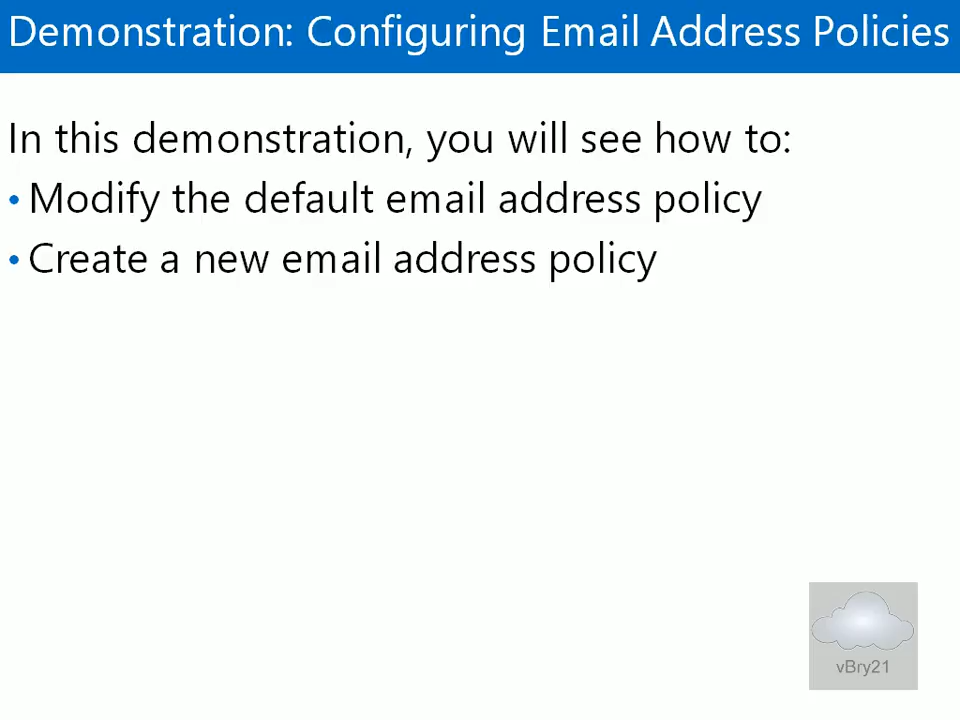 Demonstration: Configuring Email Address Policies
In this demonstration, you will see how to:
• Modify the default email address policy
• Create a new email address policy
vBry21